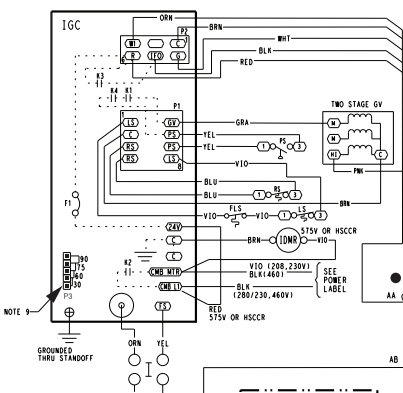 IGC
ORN
BRN
P2
W1
C
WHT
R
IFO
G
6
BLK
RED
K3
K4
K1
P1
TWO STAGE GV
1
LS
GV
GRA
M
C
PS
YEL
PS
1
3
M
RS
PS
YEL
RS
LS
VIO
HI
C
8
PNK
BLU
RS
BLU
1
3
BRN
F1
FLS
LS
VIO
VIO
1
3
24V
575V OR HSCCR
C
BRN
IDMR
VIO
C
90
75
60
30
K2
CMB MTR
VIO (208,230V)
BLK(460)
SEE
POWER
LABEL
CMB L1
BLK
(280/230,460V)
P3
NOTE 9
RED
575V OR HSCCR
AA
FS
GROUNDED
THRU STANDOFF
ORN
YEL
AB